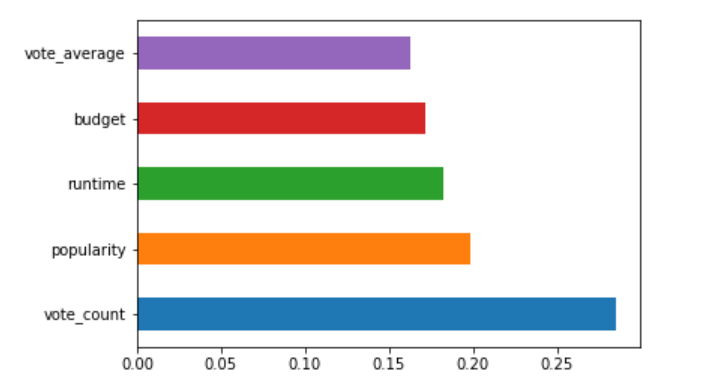 vote_average
budget
runtime
popularity
vote_count
0.00 0.05 0.10 0.15 0.20 0.25